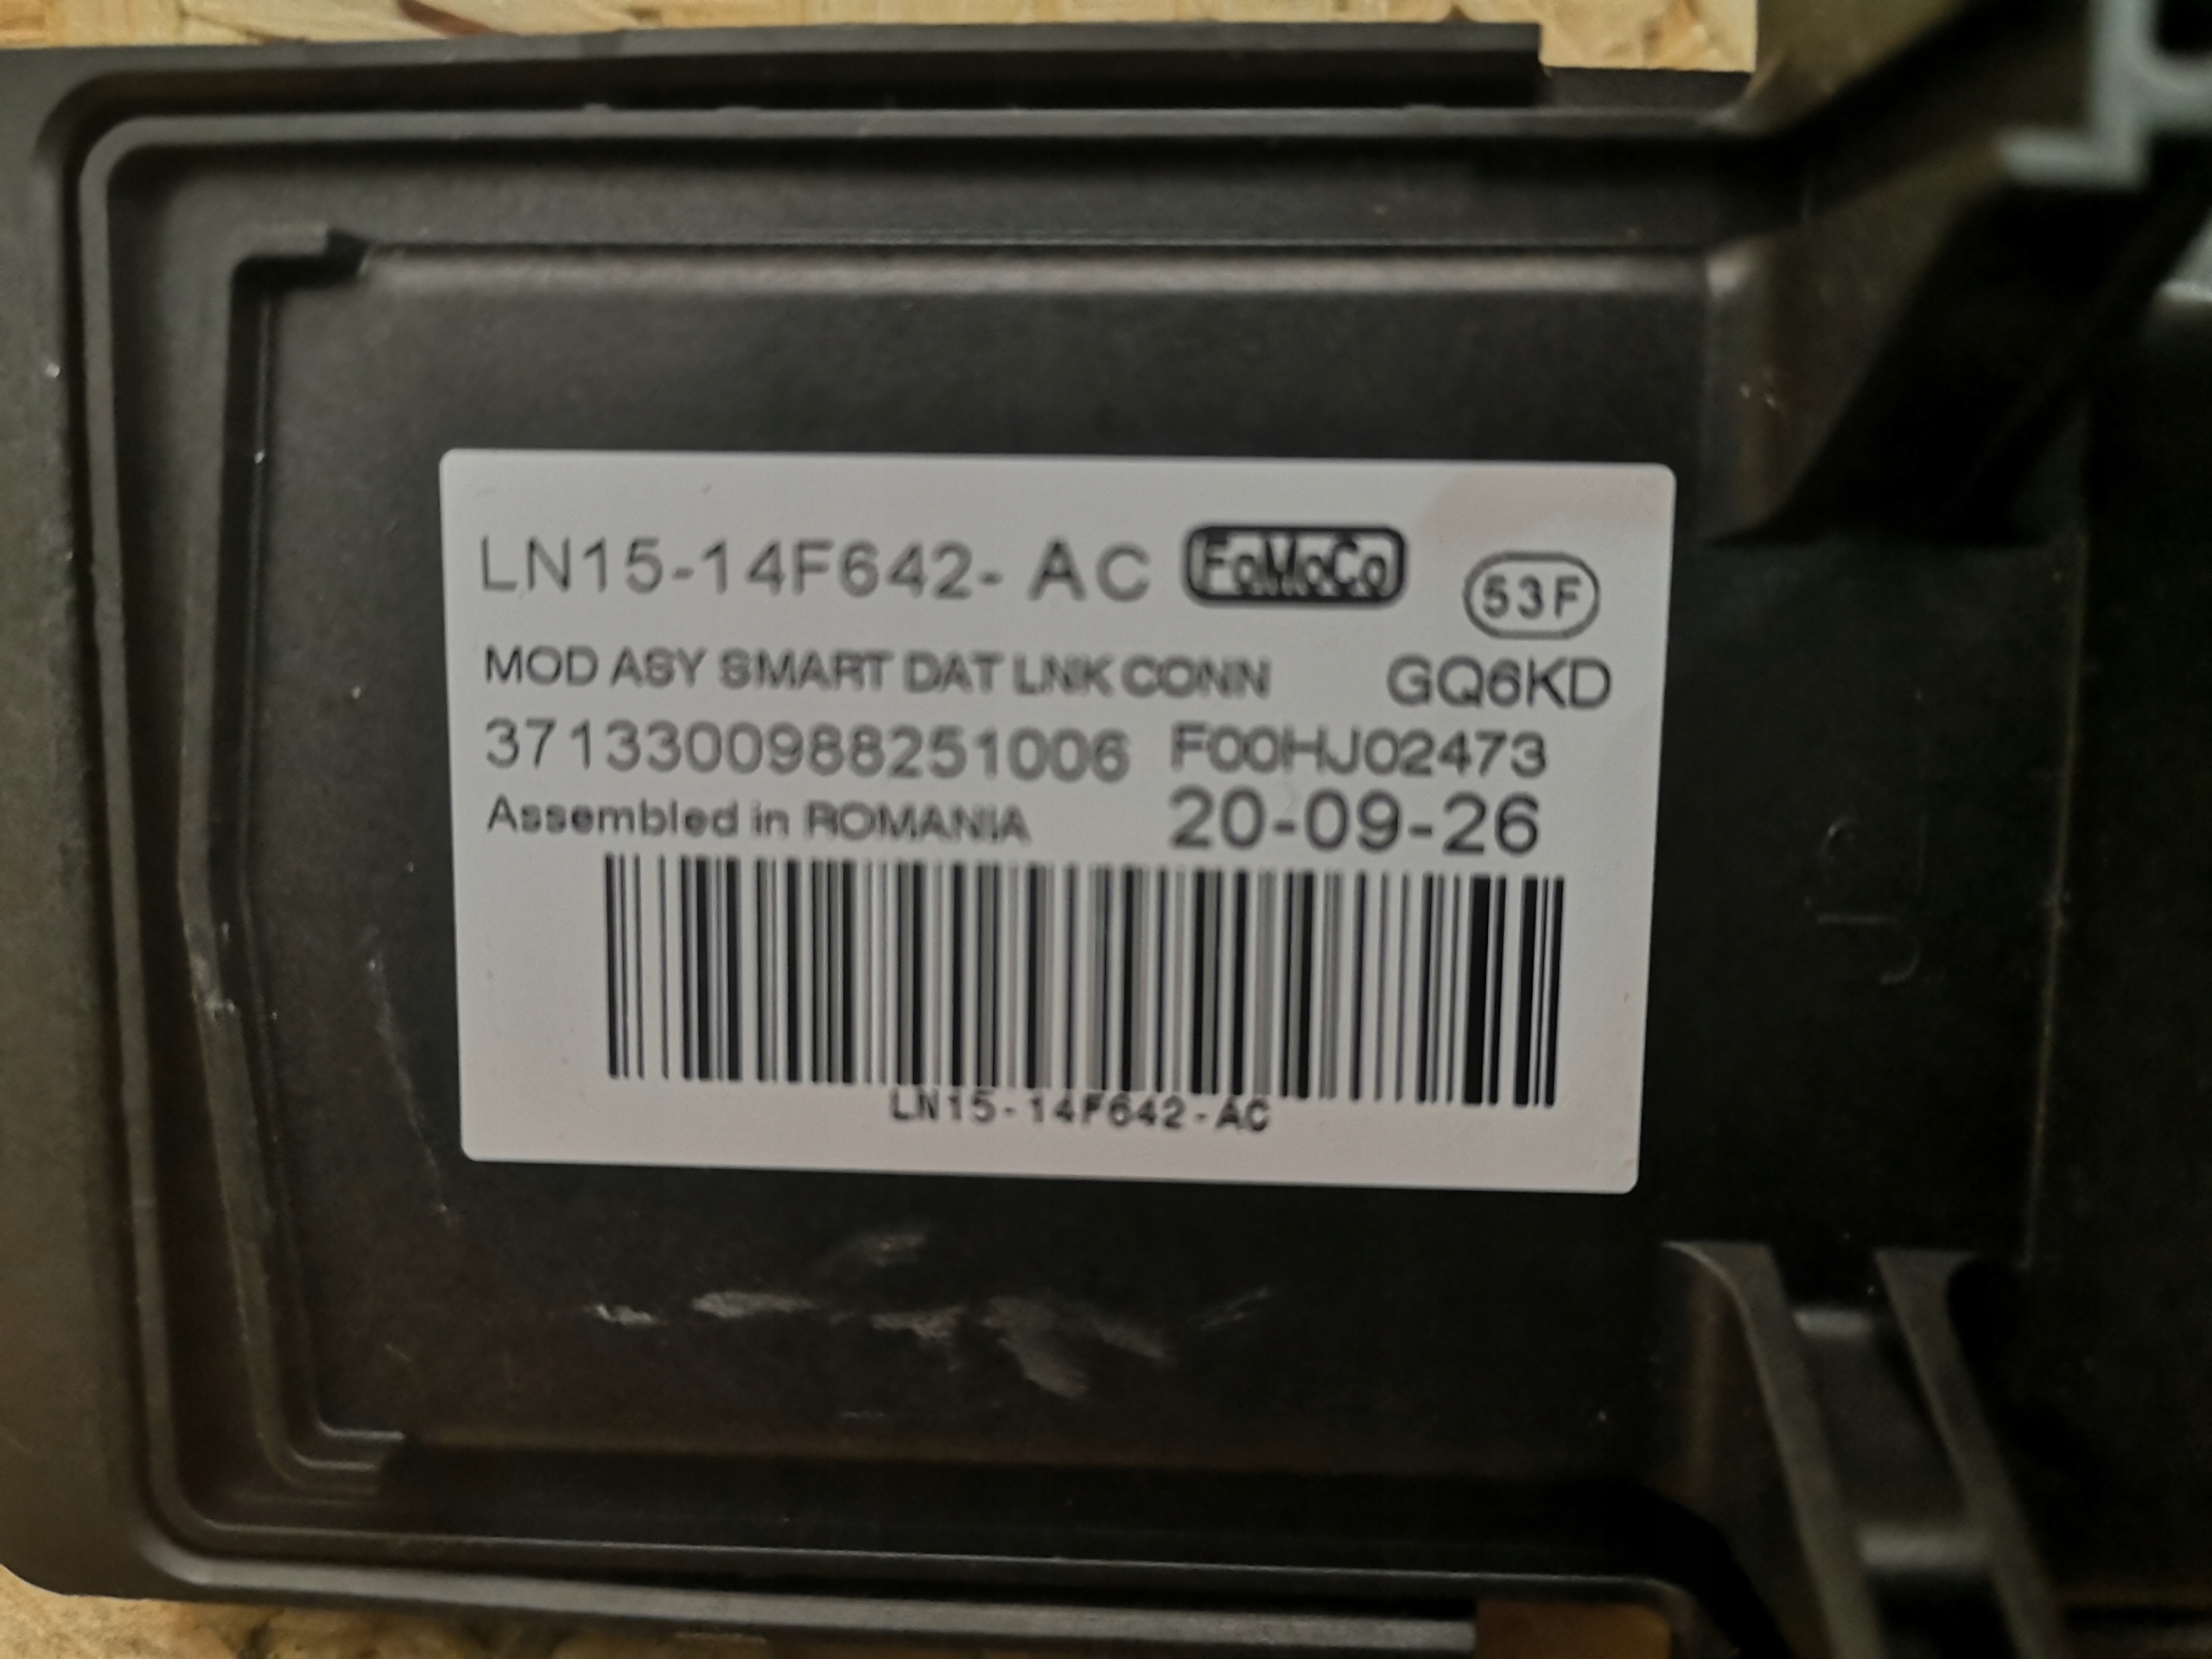 LN15-14F642- AC FoMoCo 53F
MOD ASY SMART DAT LNK CONN GQ6KD
3713300988251006 F00HJ02473
Assembled in ROMANIA 20-09-26
LN15-14F642-AC